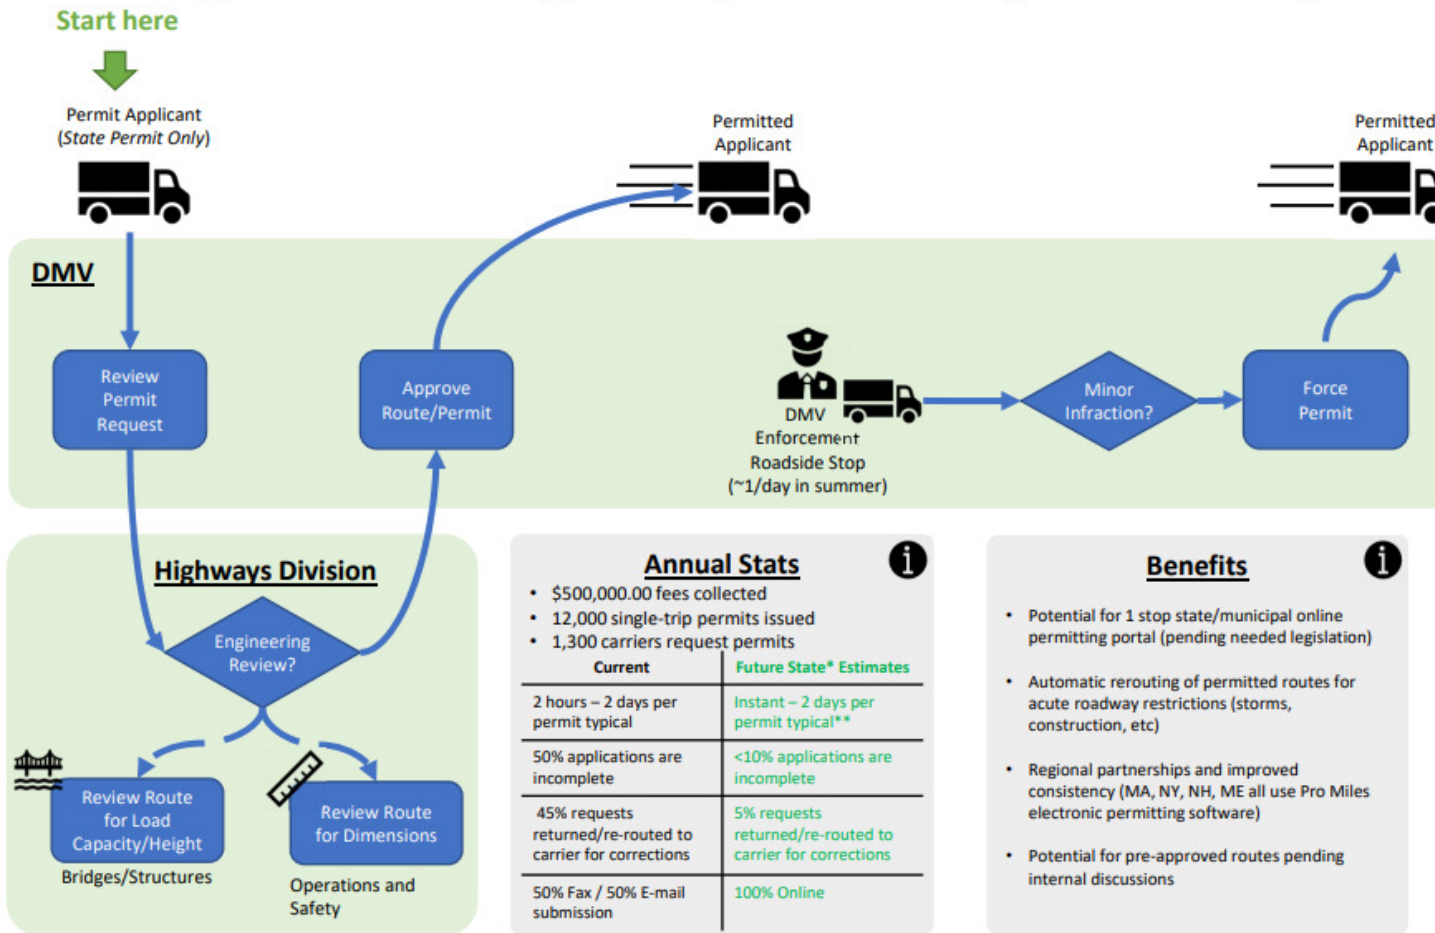 Start here
Permit Applicant
(State Permit Only)
Permitted
Applicant
Permitted
Applicant
DMV
Review
Permit
Request
Approve
Route/Permit
DMV
Enforcement
Roadside Stop
(~1/day in summer)
Minor
Infraction?
Force
Permit
Highways Division
Engineering
Review?
Review Route
for Load
Capacity/Height
Bridges/Structures
Review Route
for Dimensions
Operations and
Safety
Annual Stats
i
• $500,000.00 fees collected
• 12,000 single-trip permits issued
• 1,300 carriers request permits
Current
Future State* Estimates
2 hours – 2 days per
permit typical
Instant – 2 days per
permit typical**
50% applications are
incomplete
<10% applications are
incomplete
45% requests
returned/re-routed to
carrier for corrections
5% requests
returned/re-routed to
carrier for corrections
50% Fax / 50% E-mail
submission
100% Online
Benefits
i
• Potential for 1 stop state/municipal online
permitting portal (pending needed legislation)
• Automatic rerouting of permitted routes for
acute roadway restrictions (storms,
construction, etc)
• Regional partnerships and improved
consistency (MA, NY, NH, ME all use Pro Miles
electronic permitting software)
• Potential for pre-approved routes pending
internal discussions